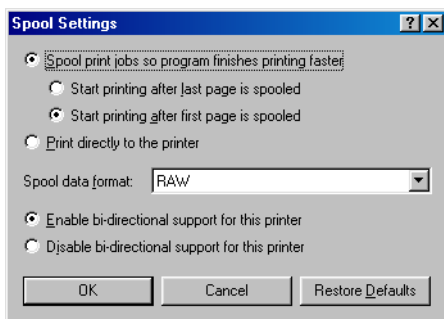 Spool Settings
Spool print jobs so program finishes printing faster
Start printing after last page is spooled
Start printing after first page is spooled
Print directly to the printer
Spool data format: RAW
Enable bi-directional support for this printer
Disable bi-directional support for this printer
OK Cancel Restore Defaults